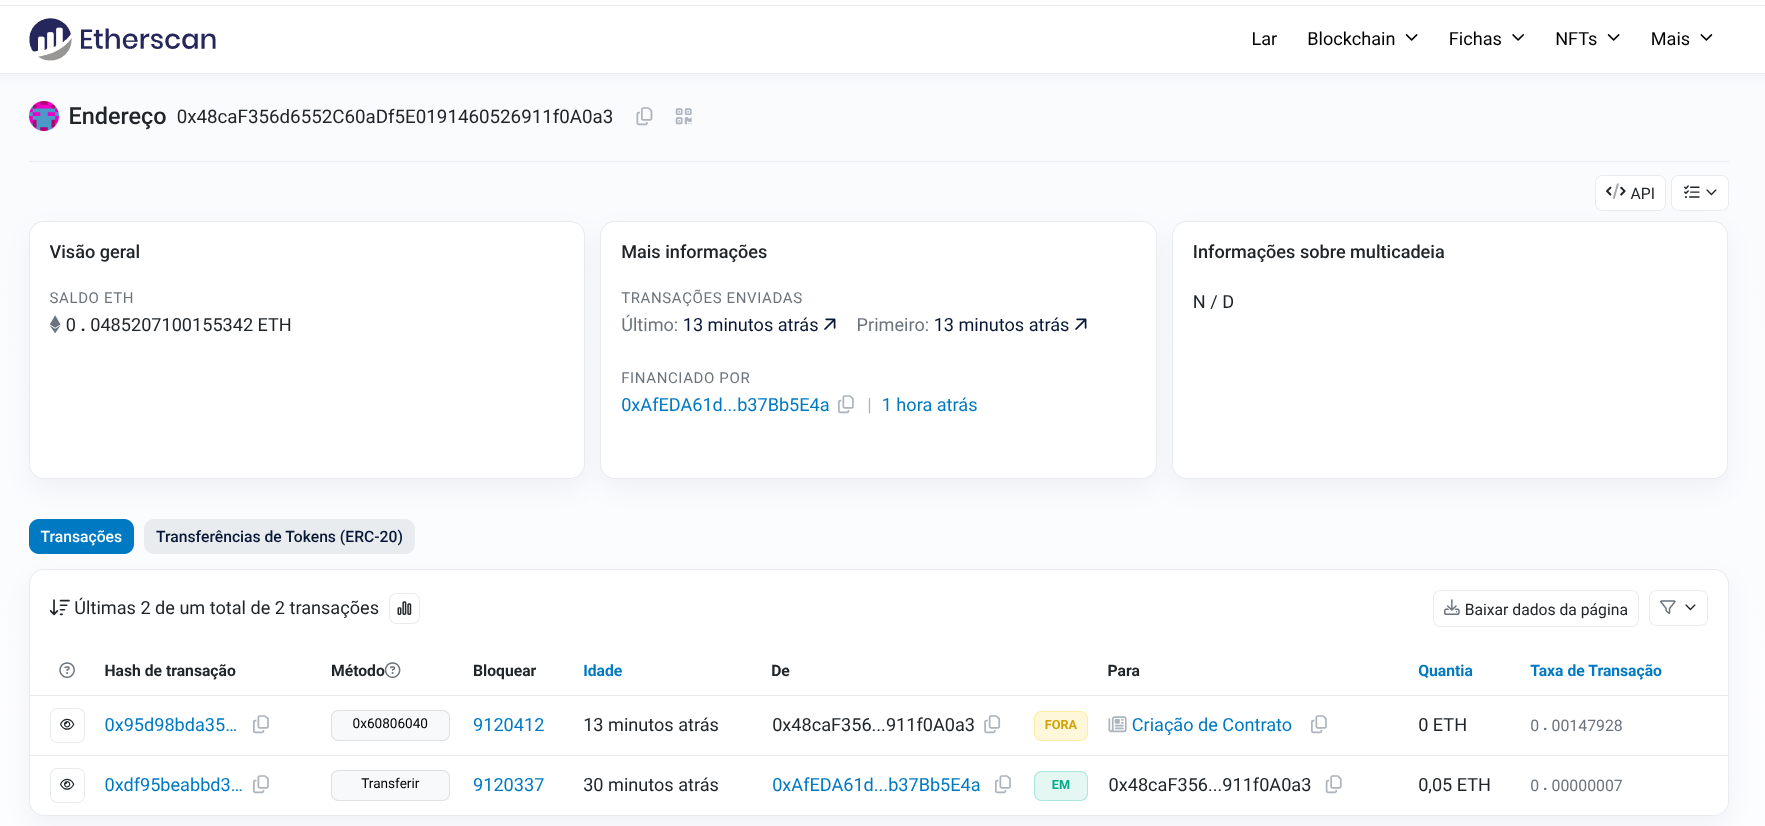 Etherscan
Lar Blockchain Fichas NFTs Mais
Endereço 0x48caF356d6552C60aDf5E0191460526911f0A0a3
API
Visão geral
SALDO ETH
0.0485207100155342 ETH
Mais informações
TRANSAÇÕES ENVIADAS
Último: 13 minutos atrás Primeiro: 13 minutos atrás
FINANCIADO POR
0xAfEDA61d...b37Bb5E4a | 1 hora atrás
Informações sobre multicadeia
N / D
Transações Transferências de Tokens (ERC-20)
Últimas 2 de um total de 2 transações
Baixar dados da página
Hash de transação Método Bloquear Idade De Para Quantia Taxa de Transação
0x95d98bda35... 0x60806040 9120412 13 minutos atrás 0x48caF356...911f0A0a3 FORA Criação de Contrato 0 ETH 0.00147928
0xdf95beabbd3... Transferir 9120337 30 minutos atrás 0xAfEDA61d...b37Bb5E4a EM 0x48caF356...911f0A0a3 0,05 ETH 0.00000007